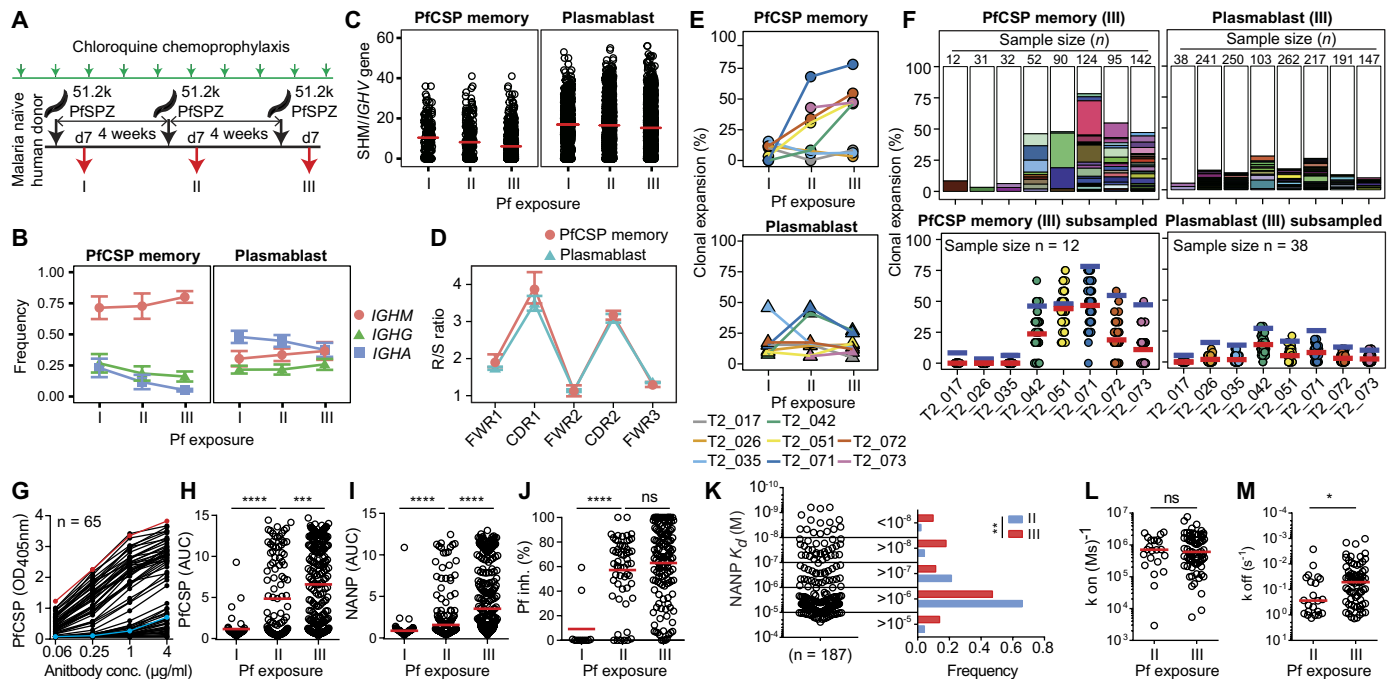 A
Chloroquine chemoprophylaxis
51.2k
PfSPZ
51.2k
PfSPZ
51.2k
PfSPZ
Malaria naïve
human donor
d7
4 weeks
d7
4 weeks
d7
I
II
III
B
PfCSP memory
Plasmablast
Frequency
1.00
0.75
0.50
0.25
0.00
I
II
III
I
II
III
Pf exposure
IGHM
IGHG
IGHA
C
PfCSP memory
Plasmablast
SHM/IGHV gene
60
40
20
0
I
II
III
I
II
III
Pf exposure
D
PfCSP memory
Plasmablast
R/S ratio
4
3
2
1
0
FWR1
CDR1
FWR2
CDR2
FWR3
E
PfCSP memory
Clonal expansion (%)
100
75
50
25
0
I
II
III
Plasmablast
100
75
50
25
0
I
II
III
Pf exposure
T2_017
T2_042
T2_026
T2_051
T2_072
T2_035
T2_071
T2_073
F
PfCSP memory (III)
Plasmablast (III)
Sample size (n)
Sample size (n)
12 31 32 52 90 124 95 142
38 241 250 103 262 217 191 147
Clonal expansion (%)
100
75
50
25
0
PfCSP memory (III) subsampled
Plasmablast (III) subsampled
Sample size n = 12
Sample size n = 38
100
75
50
25
0
T2_017
T2_026
T2_035
T2_042
T2_051
T2_071
T2_072
T2_073
T2_017
T2_026
T2_035
T2_042
T2_051
T2_071
T2_072
T2_073
G
n = 65
PfCSP (OD405nm)
4
3
2
1
0
0.06
0.25
1
4
Anitbody conc. (µg/ml)
H
**** ***
PfCSP (AUC)
15
10
5
0
I
II
III
Pf exposure
I
**** ****
NANP (AUC)
15
10
5
0
I
II
III
Pf exposure
J
**** ns
Pf inh. (%)
100
80
60
40
20
0
I
II
III
Pf exposure
K
NANP Kd (M)
10-10
10-9
10-8
10-7
10-6
10-5
10-4
(n = 187)
<10-8
>10-8
>10-7
>10-6
>10-5
**
II
III
0 0.2 0.4 0.6 0.8
Frequency
L
ns
k on (Ms)-1
107
106
105
104
103
II
III
Pf exposure
M
*
k off (s-1)
10-4
10-3
10-2
10-1
100
101
II
III
Pf exposure